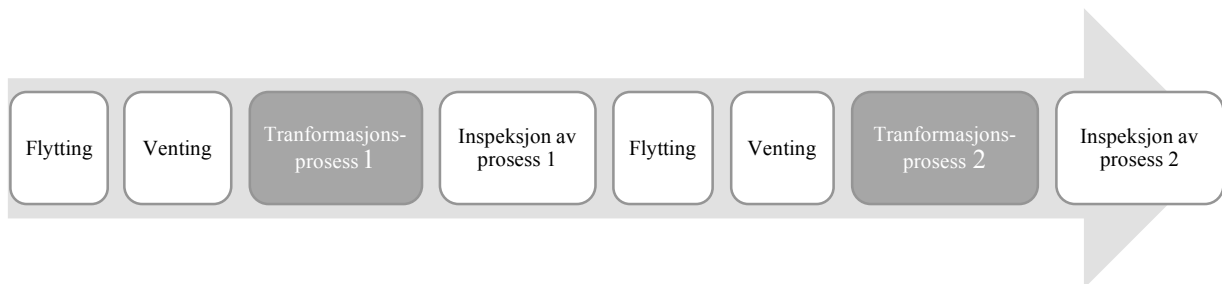 Flytting
Venting
Tranformasjons-
prosess 1
Inspeksjon av
prosess 1
Flytting
Venting
Tranformasjons-
prosess 2
Inspeksjon av
prosess 2